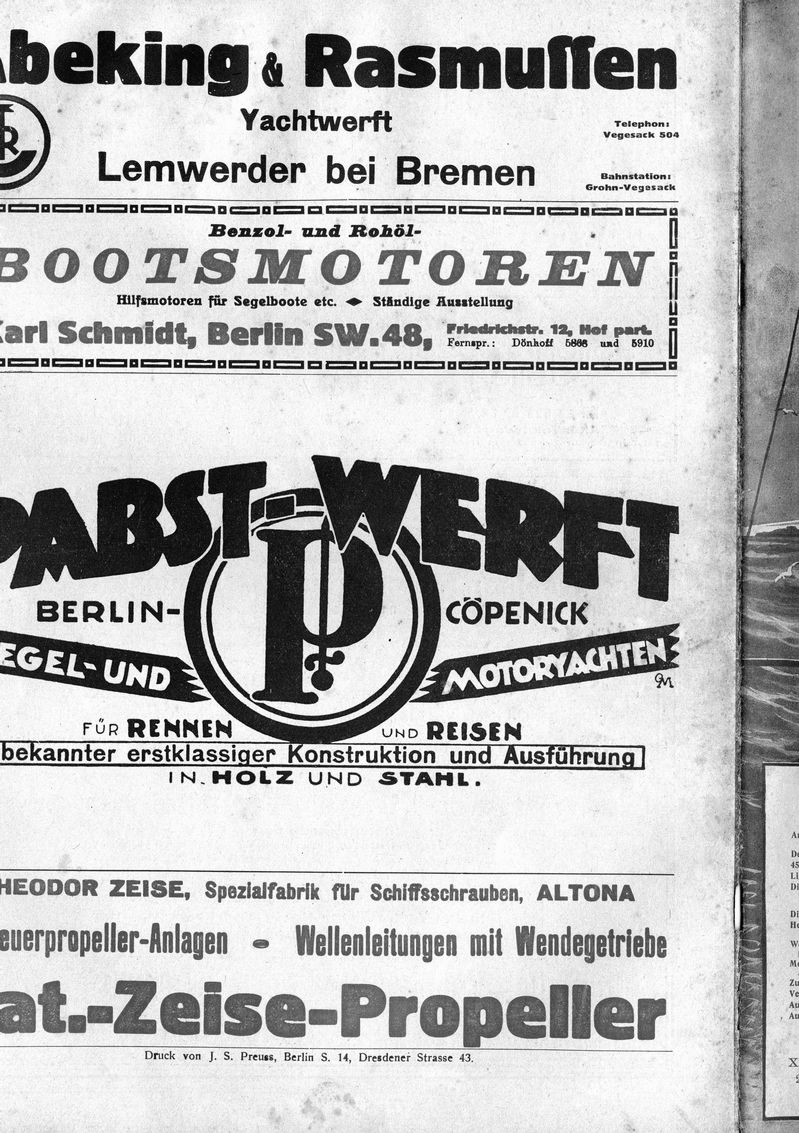 Abeking & Rasmuſſen
Yachtwerft
Lemwerder bei Bremen
Telephon:
Vegesack 504
Bahnstation:
Grohn-Vegesack
Benzol- und Rohöl-
BOOTSMOTOREN
Hilfsmotoren für Segelboote etc. ◆ Ständige Ausstellung
Karl Schmidt, Berlin SW.48,
Friedrichstr. 12, Hof part.
Fernspr.: Dönhoff 5866 und 5910
PABST-WERFT
P
BERLIN-CÖPENICK
EGEL- UND MOTORYACHTEN
FÜR RENNEN UND REISEN
bekannter erstklassiger Konstruktion und Ausführung
IN HOLZ UND STAHL.
HEODOR ZEISE, Spezialfabrik für Schiffsschrauben, ALTONA
euerpropeller-Anlagen - Wellenleitungen mit Wendegetriebe
at.-Zeise-Propeller
Druck von J. S. Preuss, Berlin S. 14, Dresdener Strasse 43.